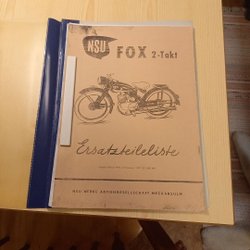 NSU
FOX 2-Takt
Ersatzteileliste
NSU WERKE AKTIENGESELLSCHAFT NECKARSULM